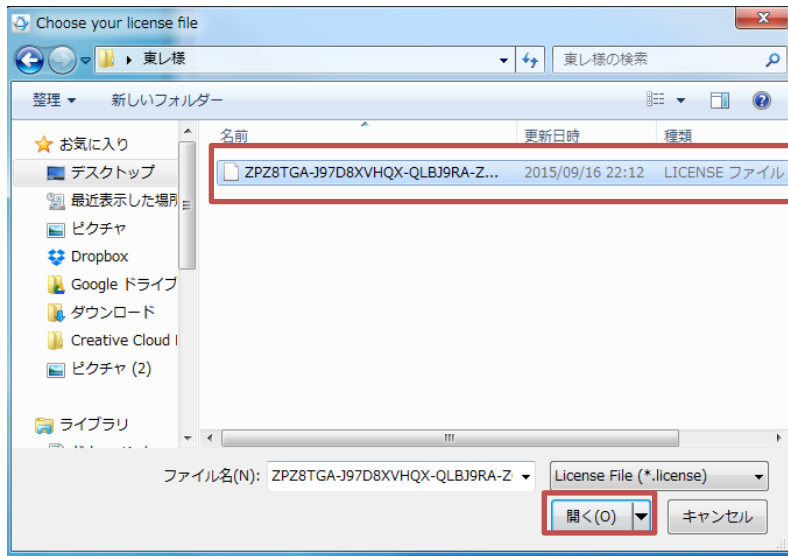 Choose your license file
東レ様
東レ様の検索
整理
新しいフォルダー
名前
更新日時
種類
お気に入り
デスクトップ
最近表示した場所
ピクチャ
Dropbox
Google ドライブ
ダウンロード
Creative Cloud
ピクチャ (2)
ライブラリ
ZPZ8TGA-J97D8XVHQX-QLBJ9RA-Z...
2015/09/16 22:12
LICENSE ファイル
ファイル名(N):
ZPZ8TGA-J97D8XVHQX-QLBJ9RA-Z
License File (*.license)
開く(O)
キャンセル